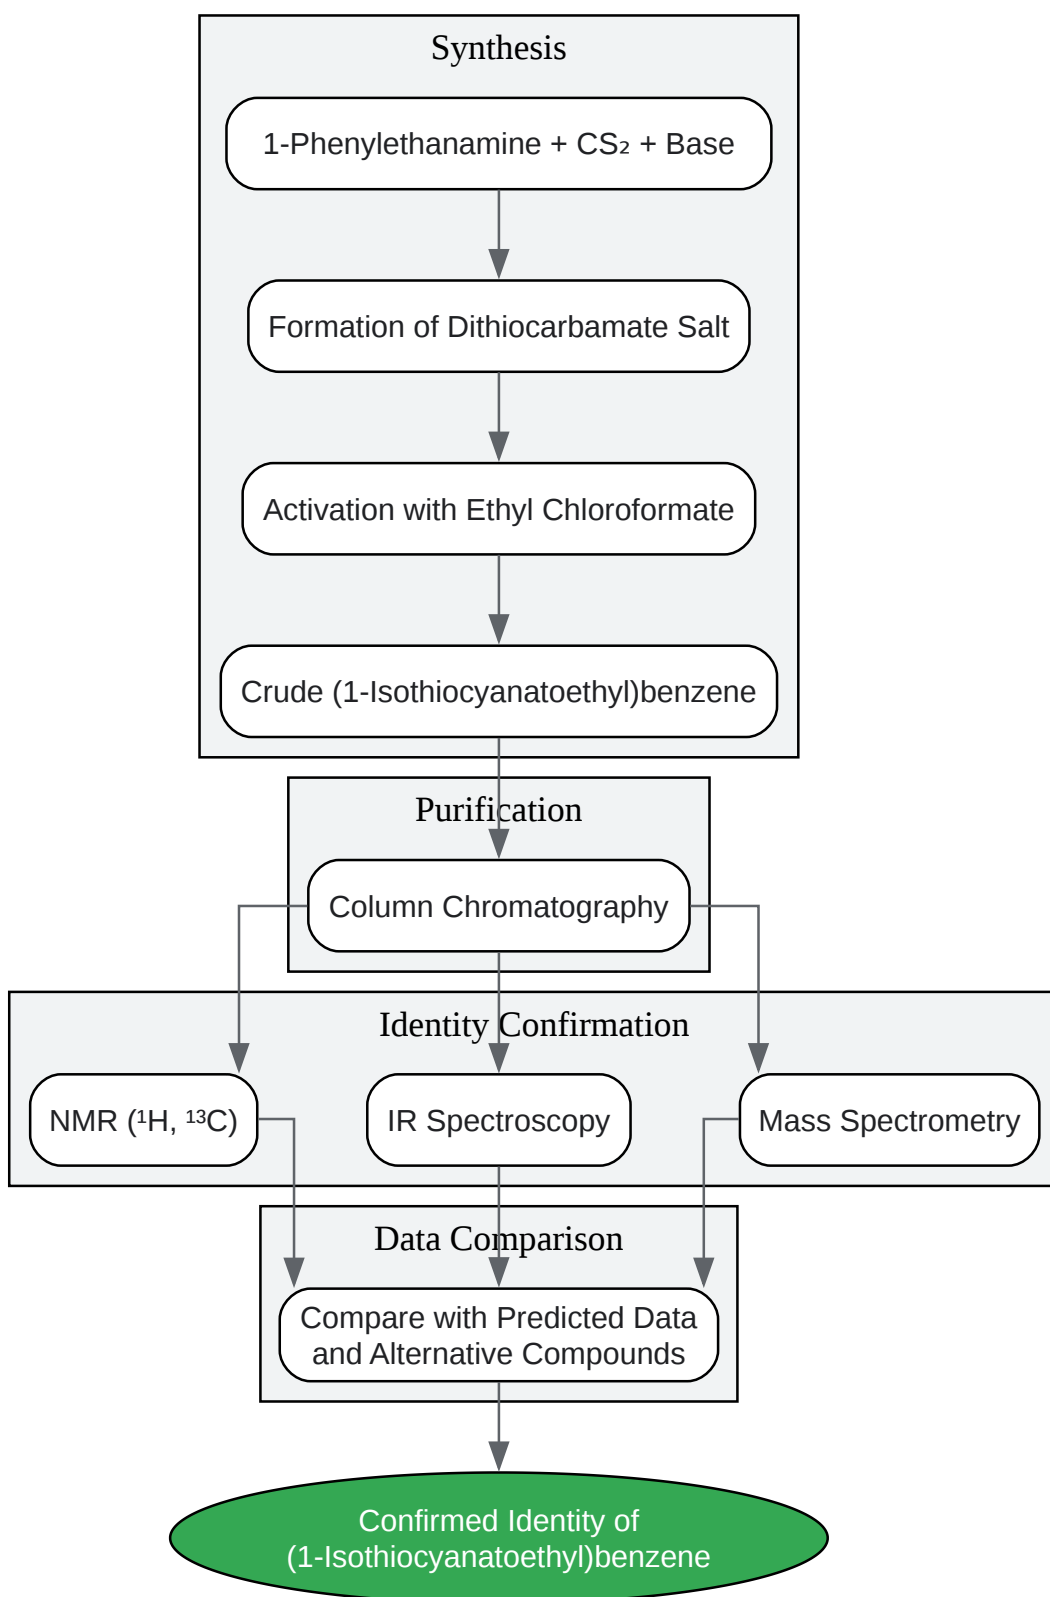 Synthesis
1-Phenylethanamine + CS₂ + Base
Formation of Dithiocarbamate Salt
Activation with Ethyl Chloroformate
Crude (1-Isothiocyanatoethyl)benzene
Purification
Column Chromatography
Identity Confirmation
NMR (¹H, ¹³C)
IR Spectroscopy
Mass Spectrometry
Data Comparison
Compare with Predicted Data
and Alternative Compounds
Confirmed Identity of
(1-Isothiocyanatoethyl)benzene